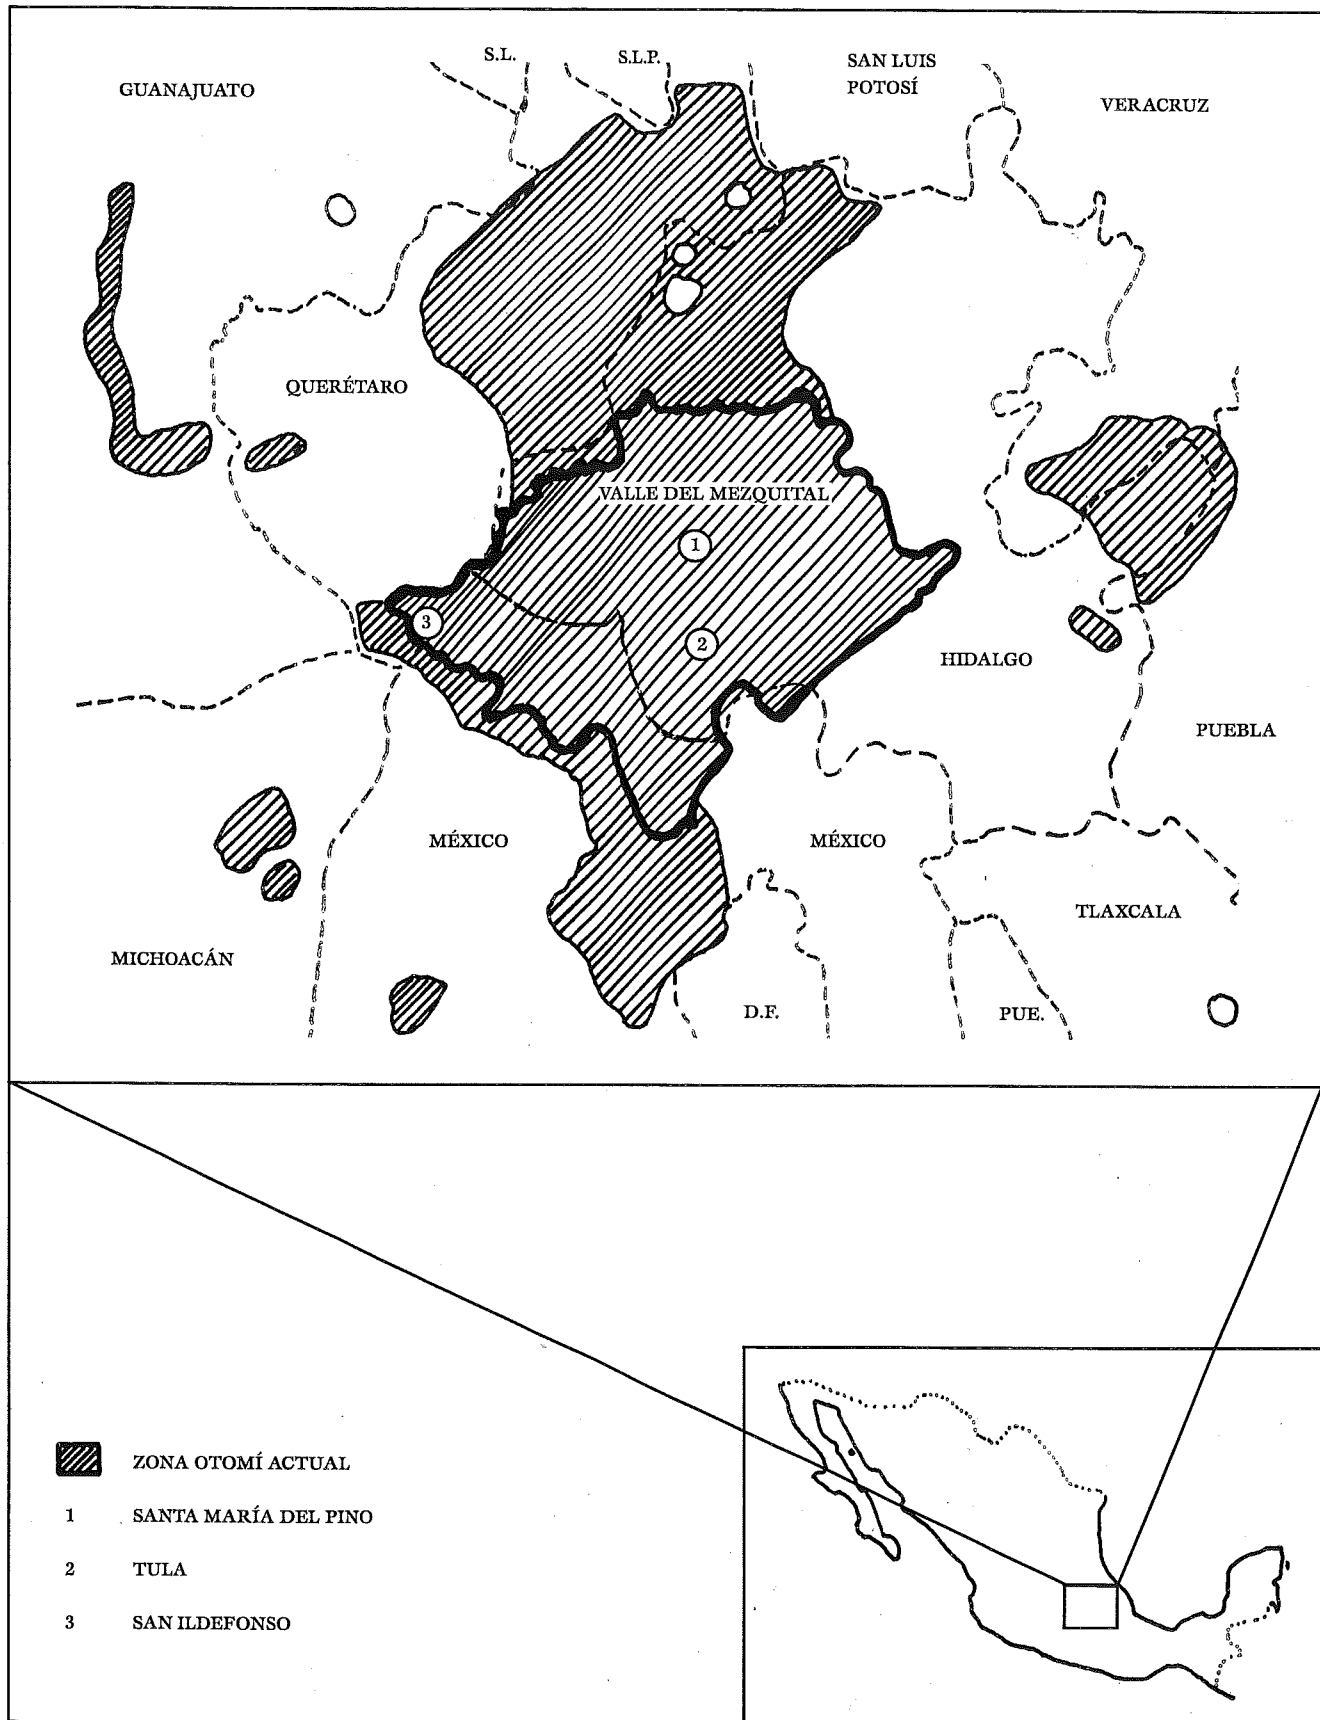 GUANAJUATO
S.L.
S.L.P.
SAN LUIS
POTOSÍ
VERACRUZ
QUERÉTARO
VALLE DEL MEZQUITAL
1
3
2
HIDALGO
PUEBLA
MÉXICO
MÉXICO
TLAXCALA
MICHOACÁN
D.F.
PUE.
ZONA OTOMÍ ACTUAL
1 SANTA MARÍA DEL PINO
2 TULA
3 SAN ILDEFONSO